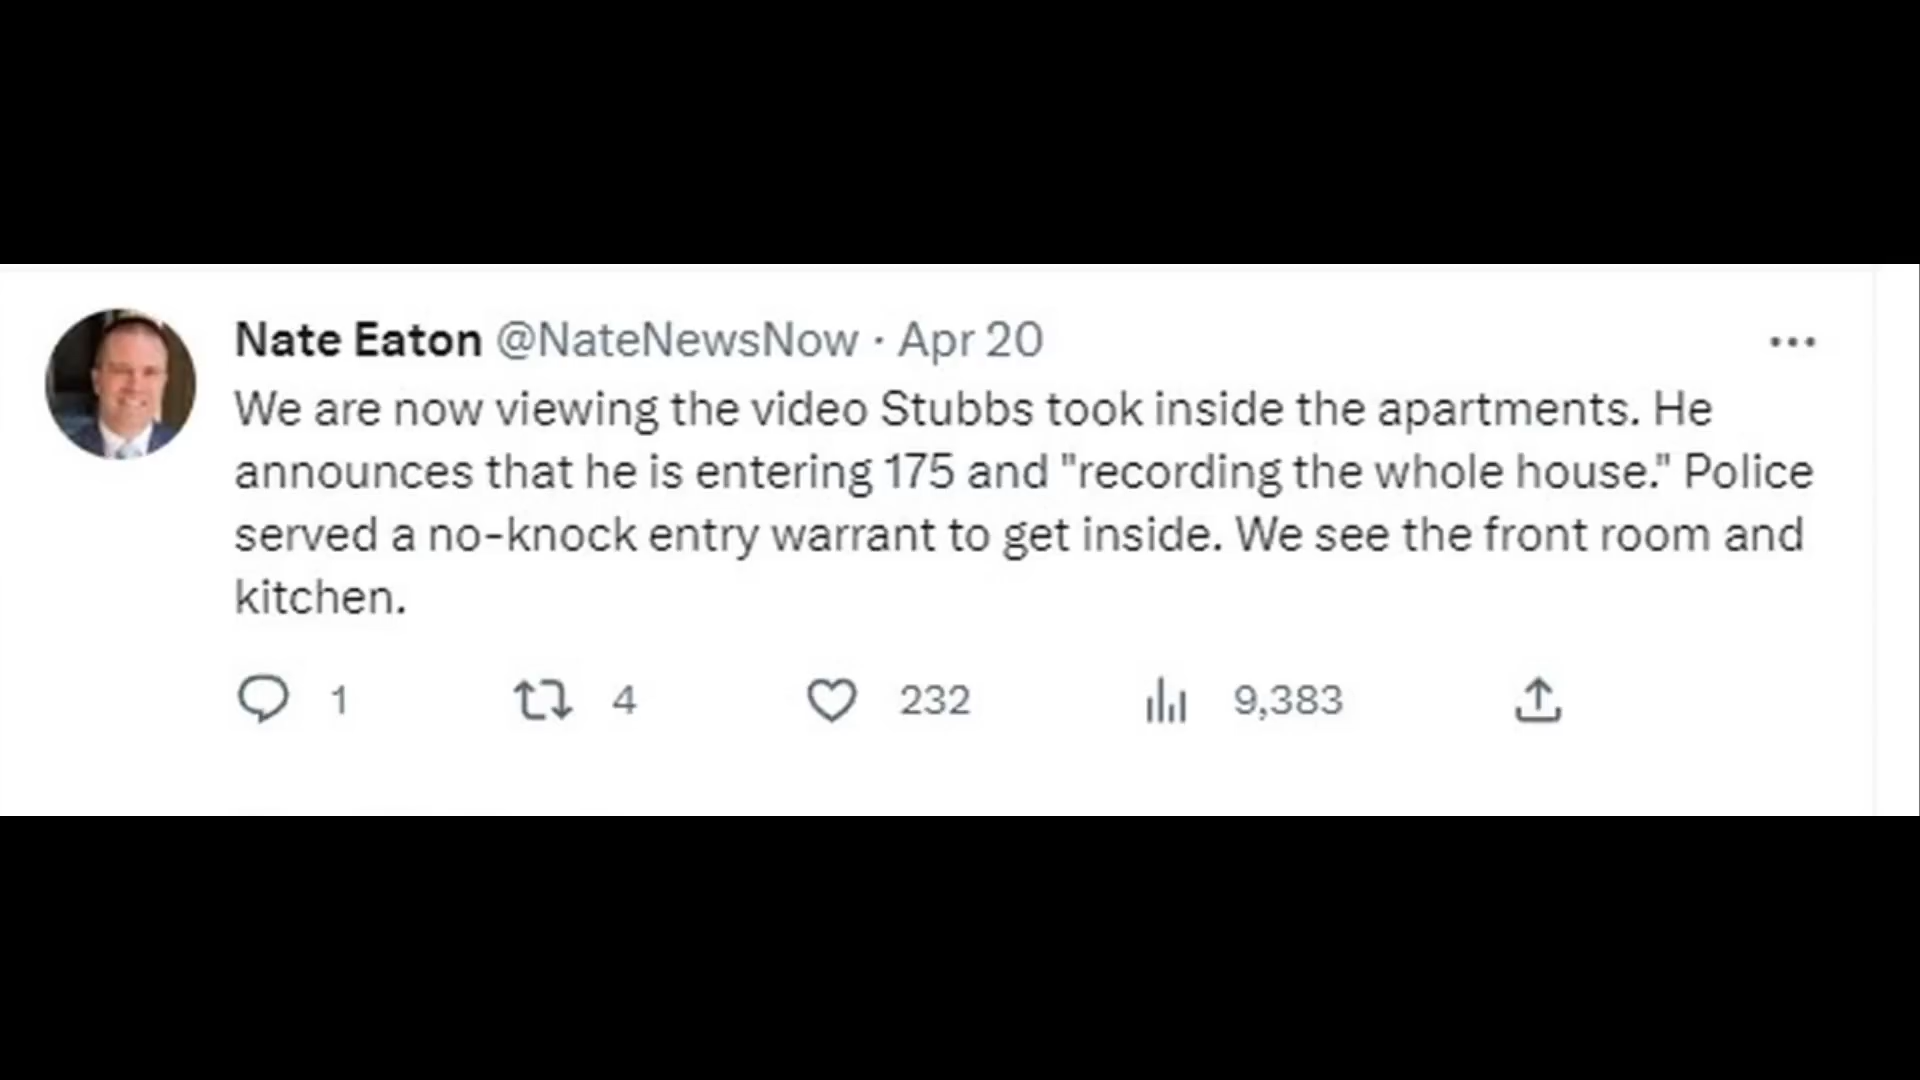 Nate Eaton @NateNewsNow · Apr 20
We are now viewing the video Stubbs took inside the apartments. He
announces that he is entering 175 and "recording the whole house." Police
served a no-knock entry warrant to get inside. We see the front room and
kitchen.
1 4 232 9,383